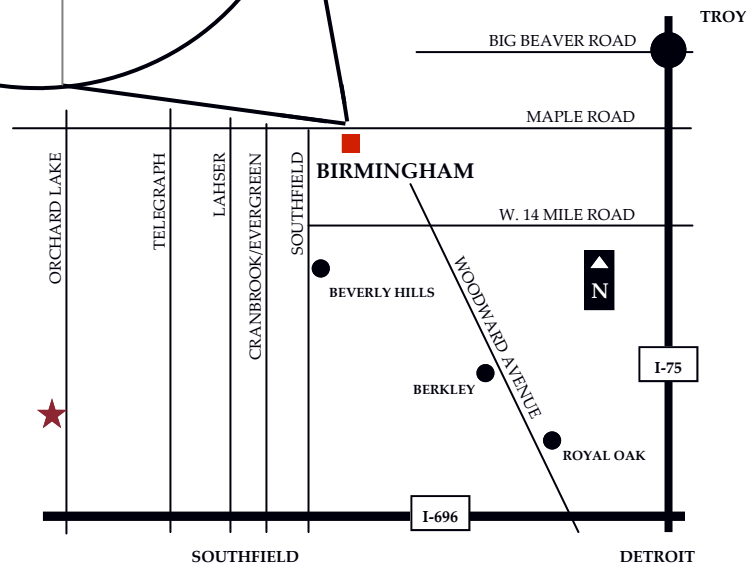 TROY
BIG BEAVER ROAD
MAPLE ROAD
ORCHARD LAKE
TELEGRAPH
LAHSER
CRANBROOK/EVERGREEN
SOUTHFIELD
BIRMINGHAM
W. 14 MILE ROAD
BEVERLY HILLS
WOODWARD AVENUE
N
I-75
BERKLEY
ROYAL OAK
I-696
SOUTHFIELD
DETROIT